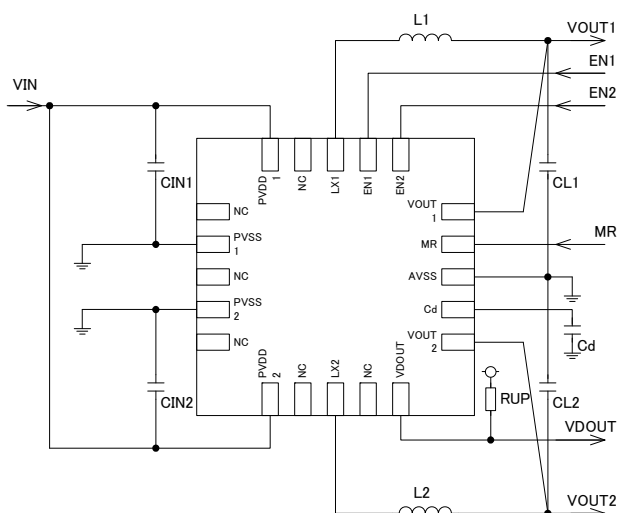 L1
VOUT1
EN1
EN2
VIN
CIN1
PVDD
1
NC
LX1
EN1
EN2
CL1
NC
VOUT
1
PVSS
1
MR
MR
NC
AVSS
PVSS
2
Cd
Cd
NC
VOUT
2
CIN2
PVDD
2
NC
LX2
NC
VDOUT
RUP
CL2
VDOUT
L2
VOUT2